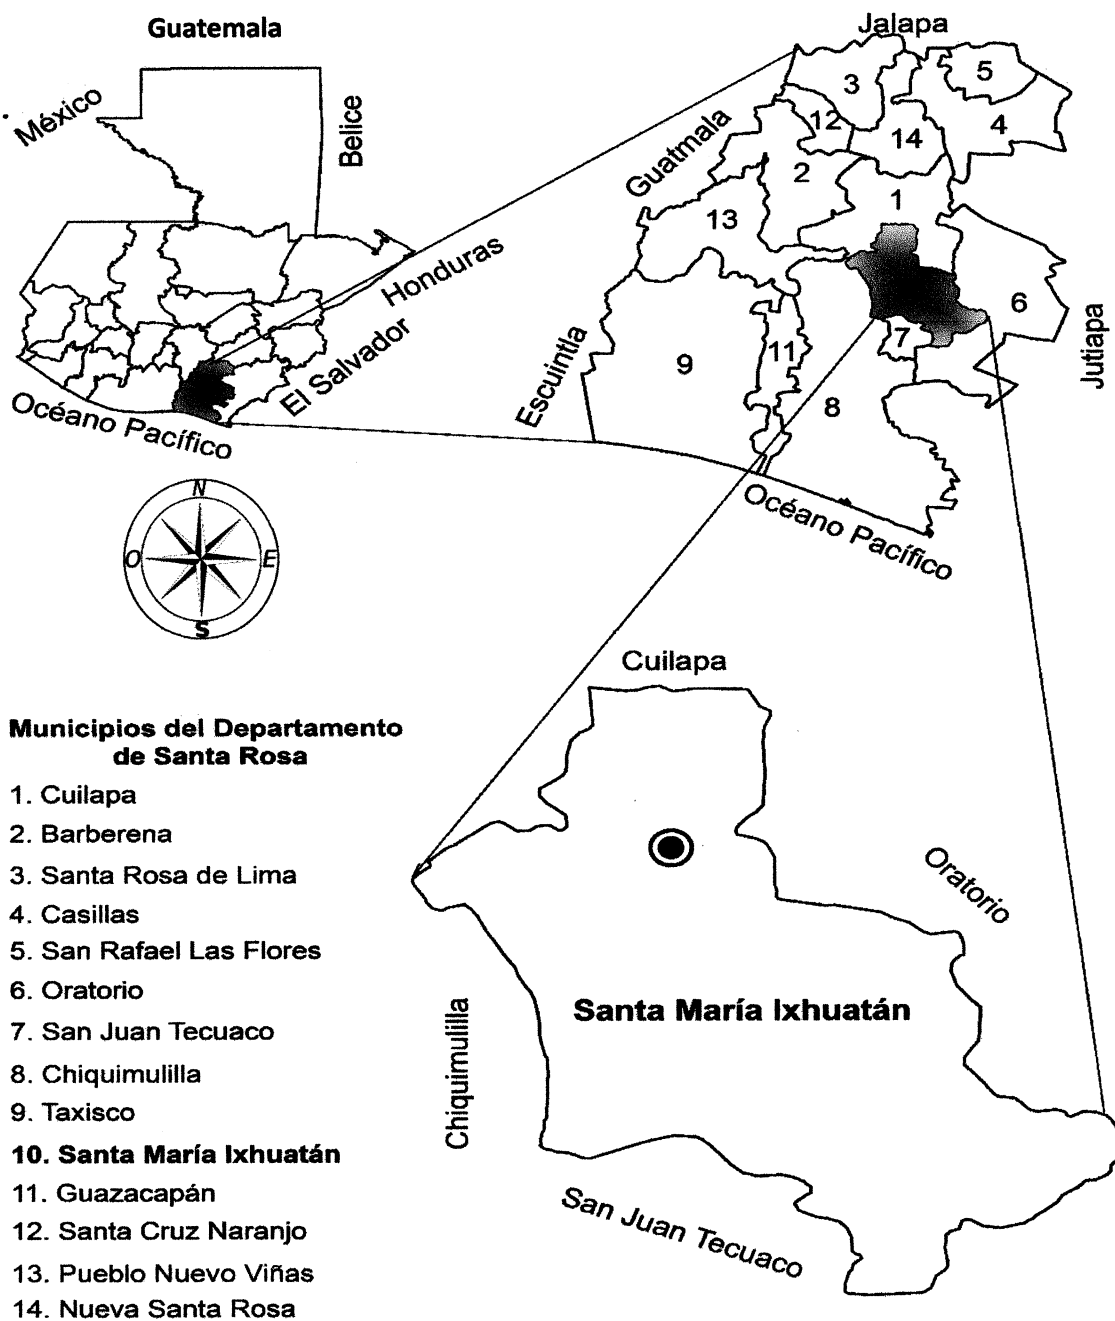 Guatemala
México
Belice
Honduras
El Salvador
Océano Pacífico
N
O
E
S
Jalapa
Guatmala
Escuintla
Jutiapa
Océano Pacífico
3
5
12
14
4
2
1
13
6
9
11
7
8
Municipios del Departamento
de Santa Rosa
1. Cuilapa
2. Barberena
3. Santa Rosa de Lima
4. Casillas
5. San Rafael Las Flores
6. Oratorio
7. San Juan Tecuaco
8. Chiquimulilla
9. Taxisco
10. Santa María Ixhuatán
11. Guazacapán
12. Santa Cruz Naranjo
13. Pueblo Nuevo Viñas
14. Nueva Santa Rosa
Cuilapa
Oratorio
Santa María Ixhuatán
Chiquimulilla
San Juan Tecuaco